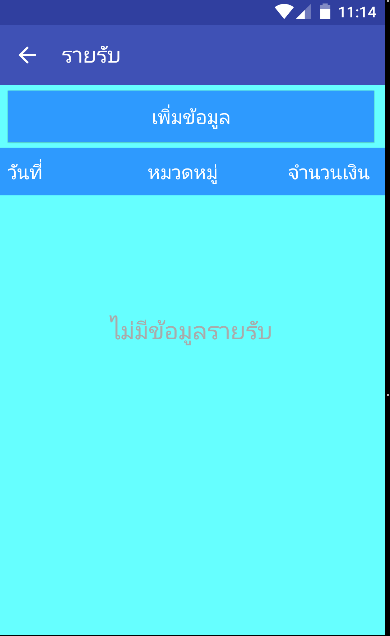 11:14
รายรับ
เพิ่มข้อมูล
วันที่ หมวดหมู่ จำนวนเงิน
ไม่มีข้อมูลรายรับ